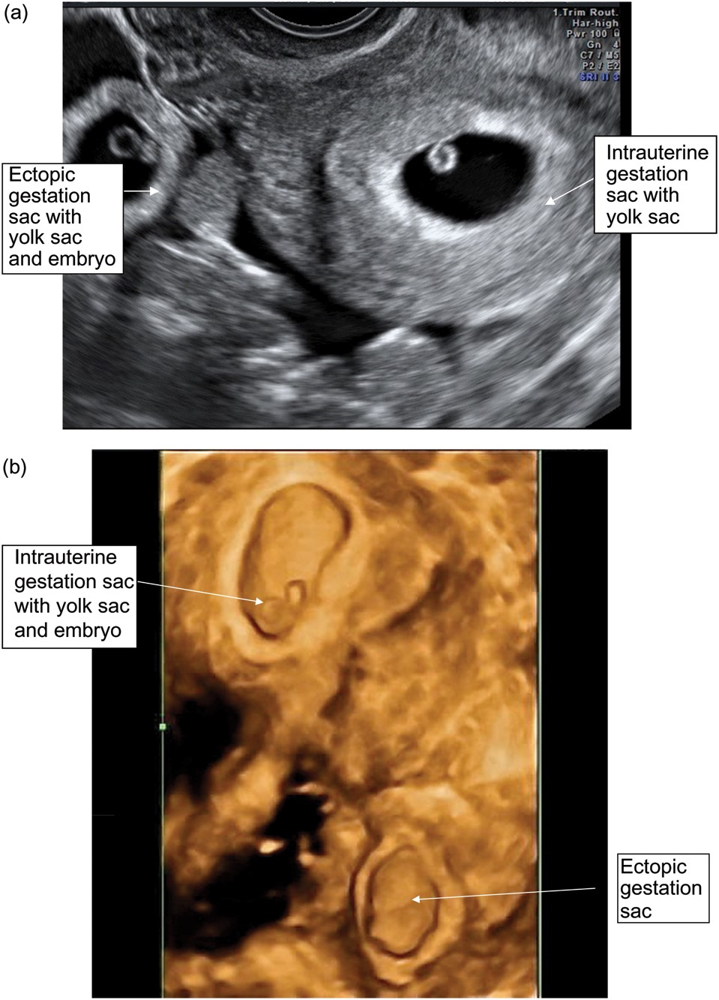 (a)
1.Trim Rout.
Har-high
Pwr 100
Gn 4
C7 / M5
P2 / E2
SRI II 3
Ectopic
gestation
sac with
yolk sac
and embryo
Intrauterine
gestation
sac with
yolk sac
(b)
Intrauterine
gestation sac
with yolk sac
and embryo
Ectopic
gestation
sac